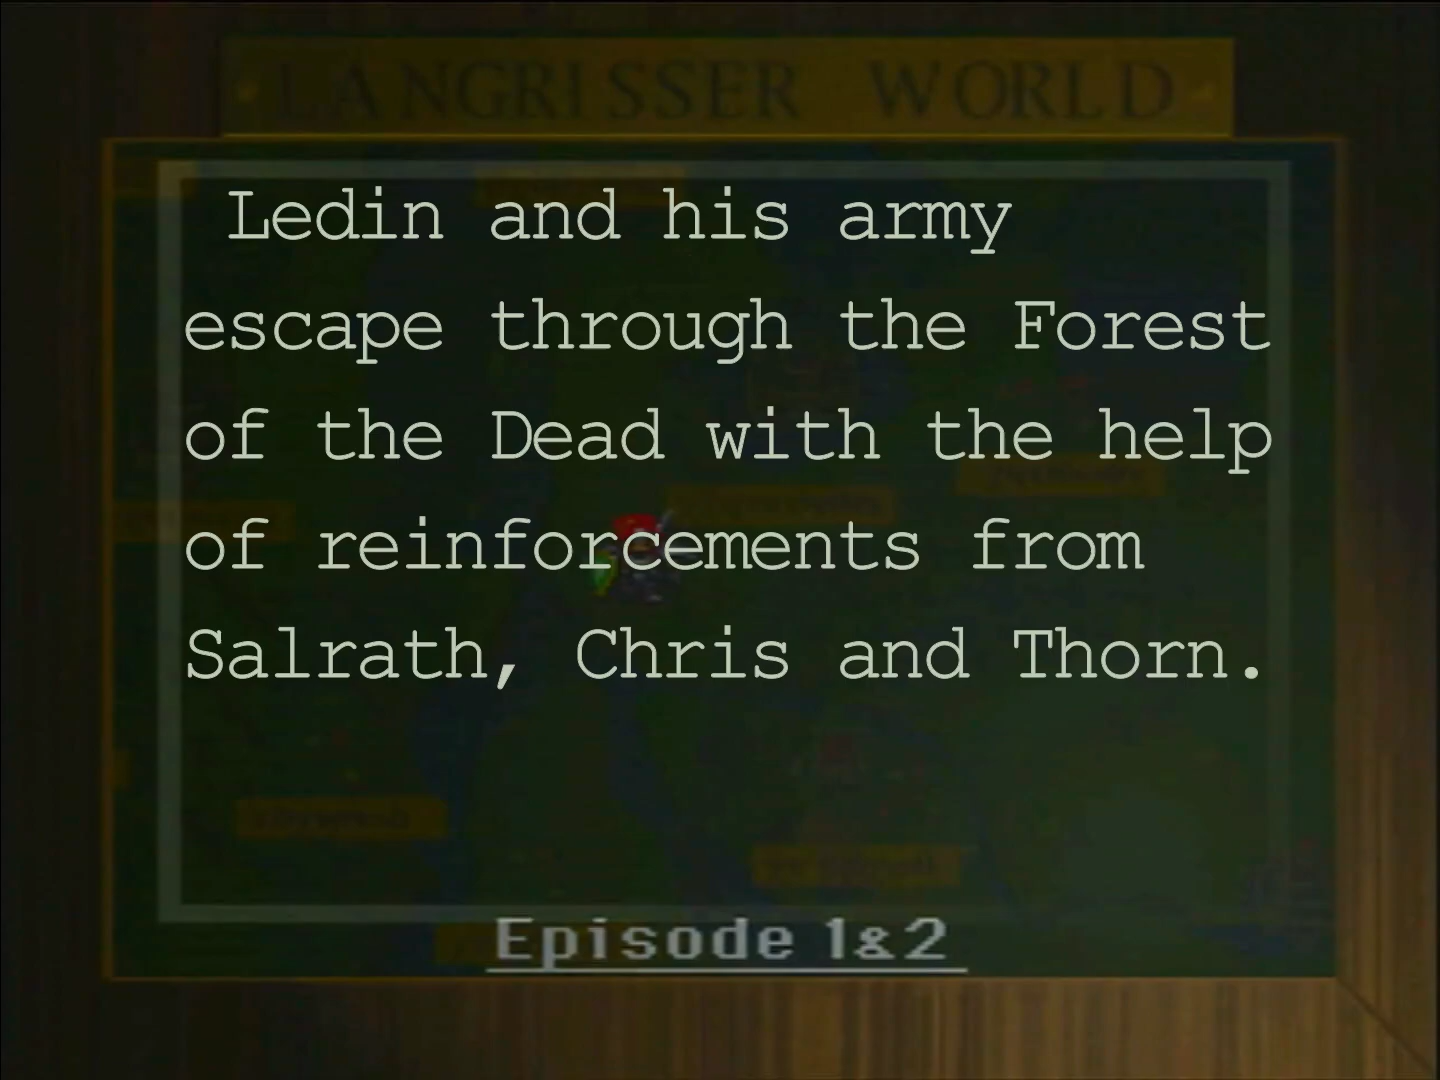 LANGRISSER WORLD
Ledin and his army
escape through the Forest
of the Dead with the help
of reinforcements from
Salrath, Chris and Thorn.
Episode 1&2